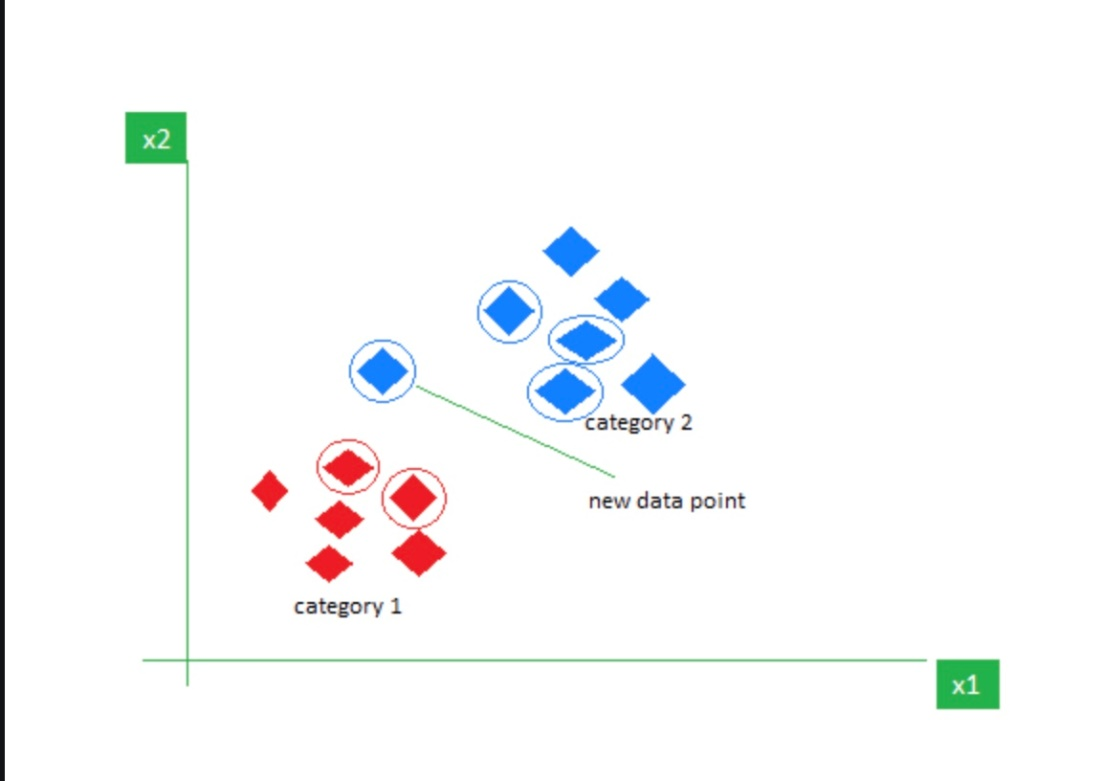 x2
category 2
new data point
category 1
x1